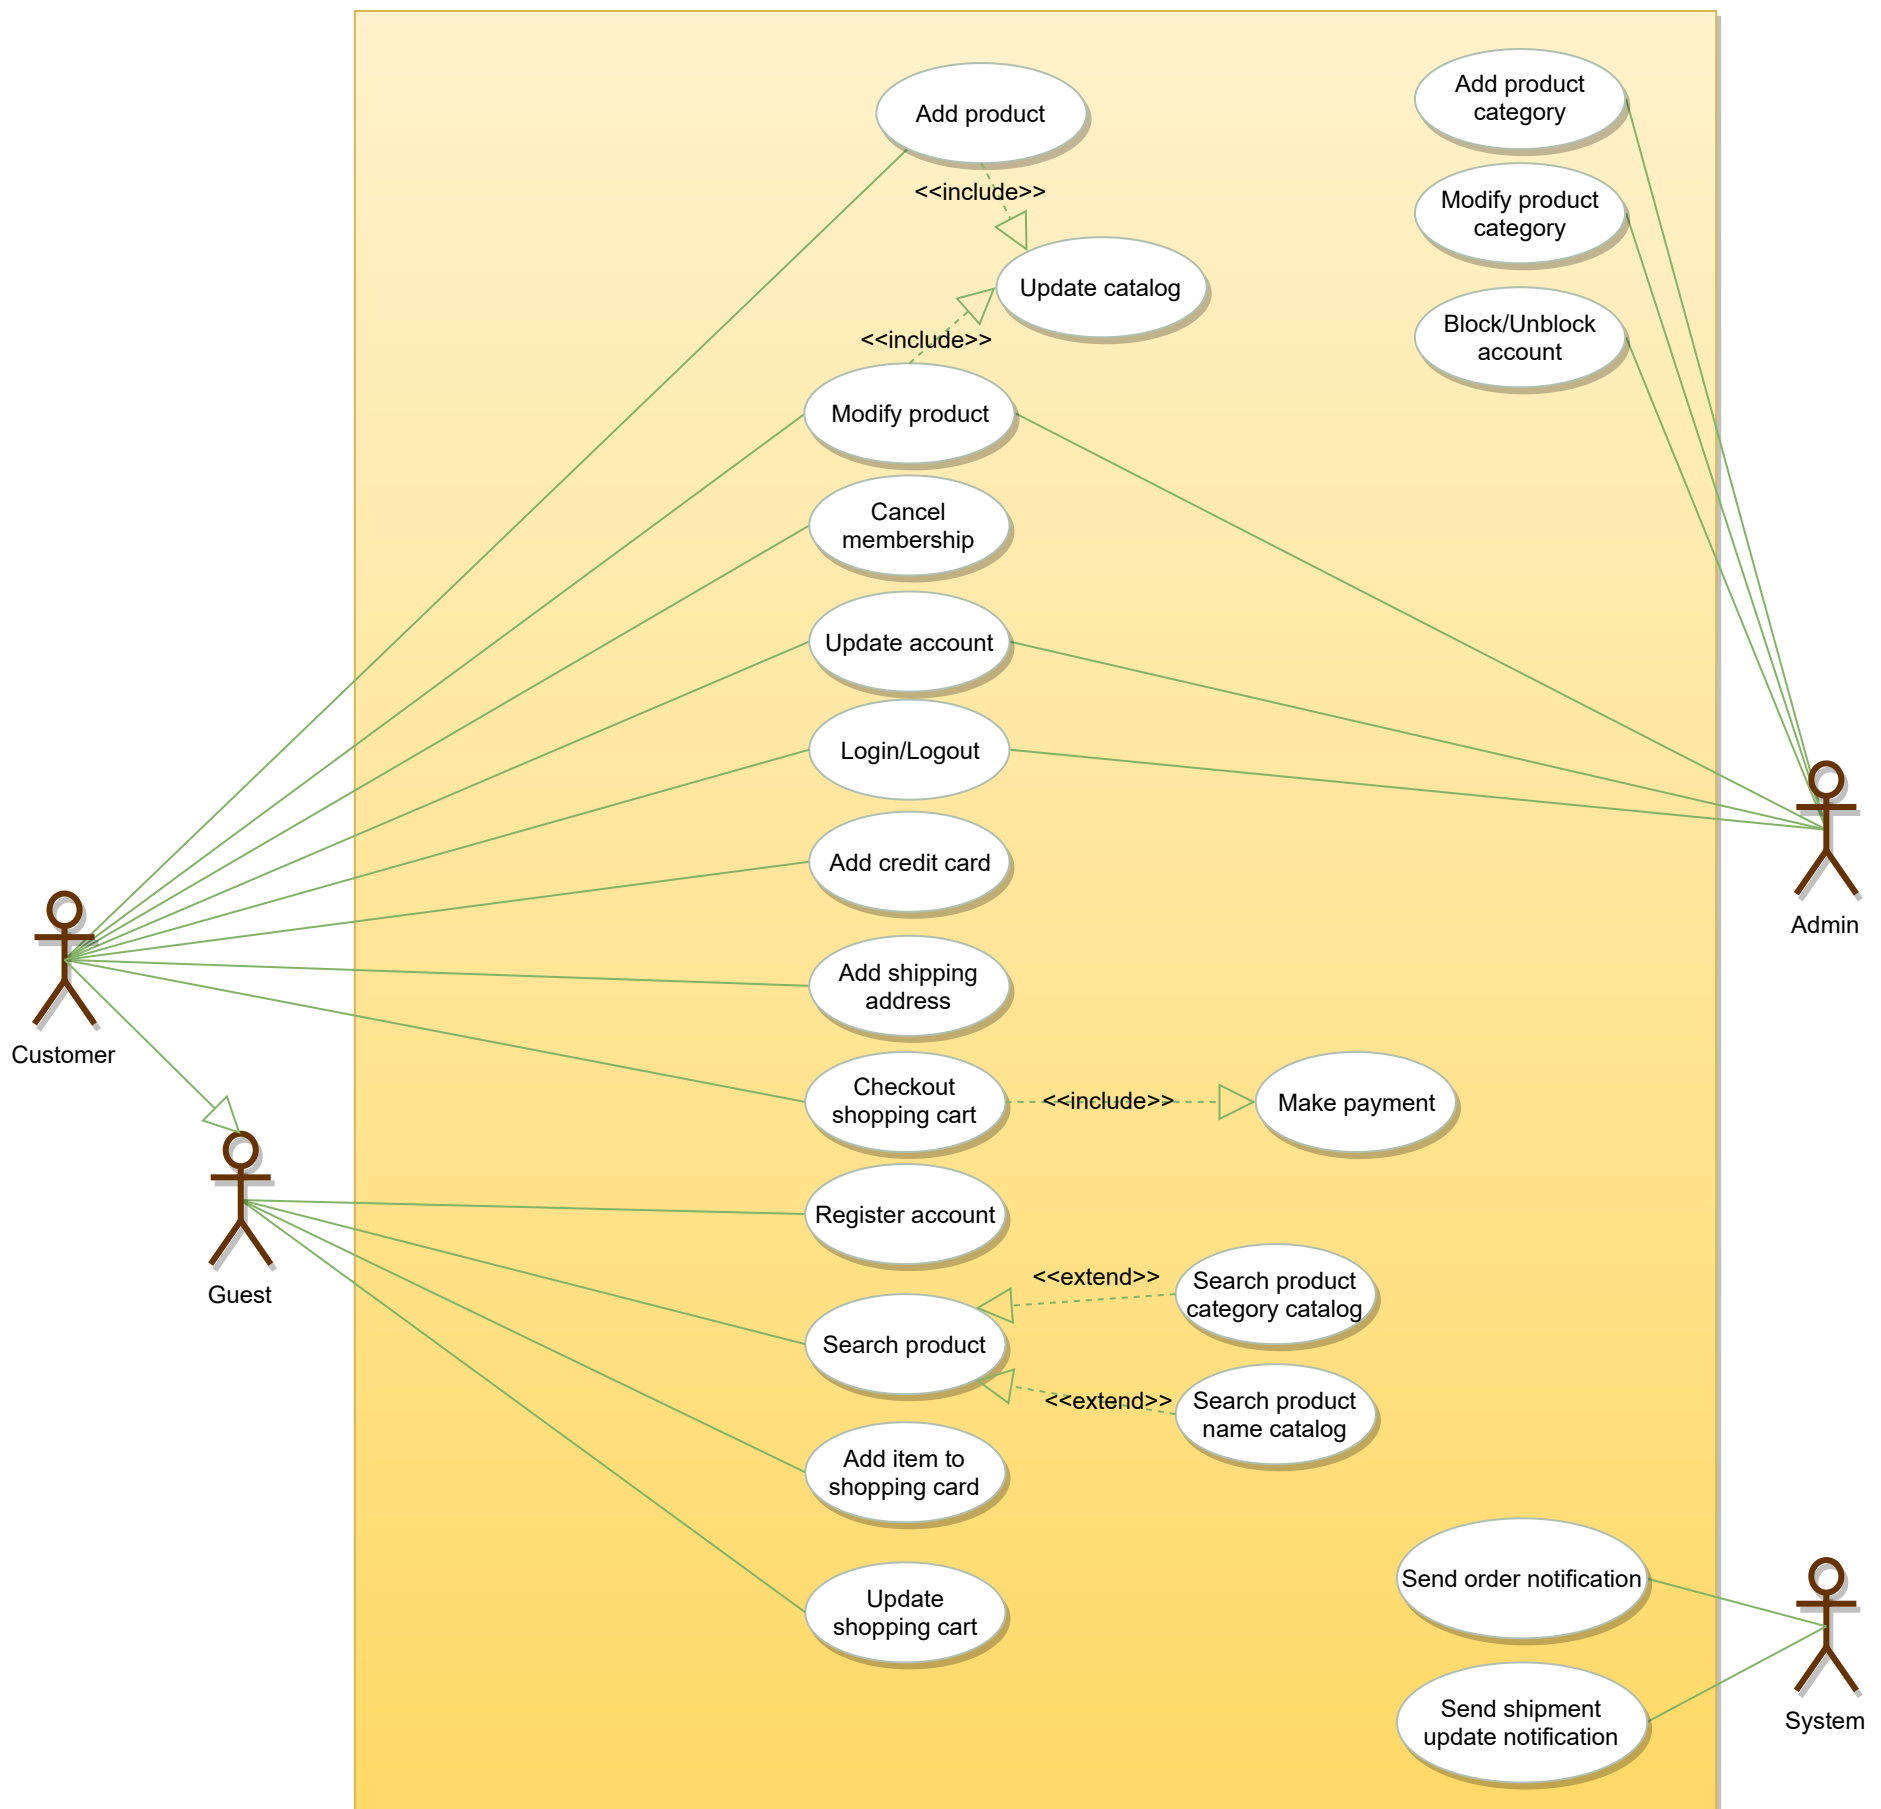 Add product
Add product
category
<<include>>
Modify product
category
Update catalog
Block/Unblock
account
<<include>>
Modify product
Cancel
membership
Update account
Login/Logout
Add credit card
Admin
Add shipping
address
Customer
Checkout
shopping cart
<<include>>
Make payment
Register account
Guest
<<extend>>
Search product
category catalog
Search product
<<extend>>
Search product
name catalog
Add item to
shopping card
Send order notification
Update
shopping cart
Send shipment
update notification
System